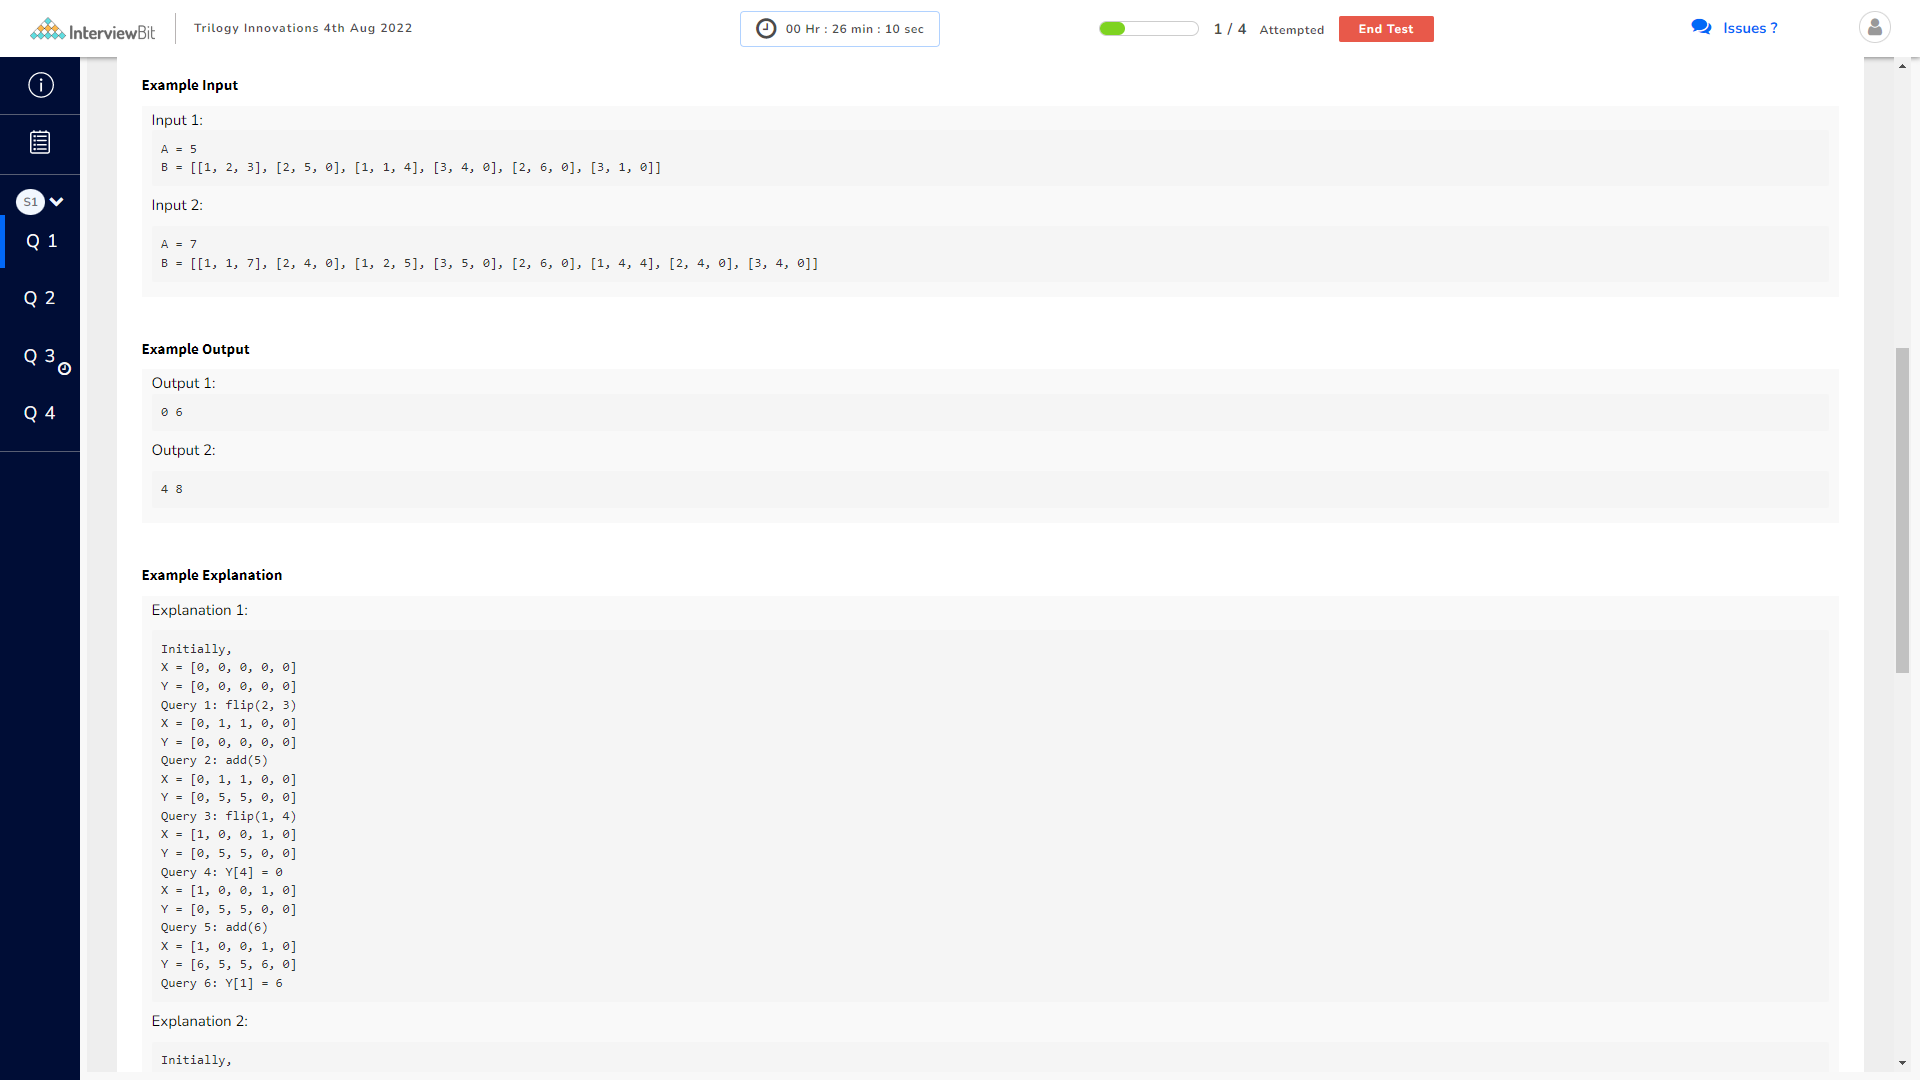 InterviewBit
Trilogy Innovations 4th Aug 2022
00 Hr : 26 min : 10 sec
1 / 4 Attempted
End Test
Issues ?
S1
Q 1
Q 2
Q 3
Q 4
Example Input
Input 1:
A = 5
B = [[1, 2, 3], [2, 5, 0], [1, 1, 4], [3, 4, 0], [2, 6, 0], [3, 1, 0]]
Input 2:
A = 7
B = [[1, 1, 7], [2, 4, 0], [1, 2, 5], [3, 5, 0], [2, 6, 0], [1, 4, 4], [2, 4, 0], [3, 4, 0]]
Example Output
Output 1:
0 6
Output 2:
4 8
Example Explanation
Explanation 1:
Initially,
X = [0, 0, 0, 0, 0]
Y = [0, 0, 0, 0, 0]
Query 1: flip(2, 3)
X = [0, 1, 1, 0, 0]
Y = [0, 0, 0, 0, 0]
Query 2: add(5)
X = [0, 1, 1, 0, 0]
Y = [0, 5, 5, 0, 0]
Query 3: flip(1, 4)
X = [1, 0, 0, 1, 0]
Y = [0, 5, 5, 0, 0]
Query 4: Y[4] = 0
X = [1, 0, 0, 1, 0]
Y = [0, 5, 5, 0, 0]
Query 5: add(6)
X = [1, 0, 0, 1, 0]
Y = [6, 5, 5, 6, 0]
Query 6: Y[1] = 6
Explanation 2:
Initially,